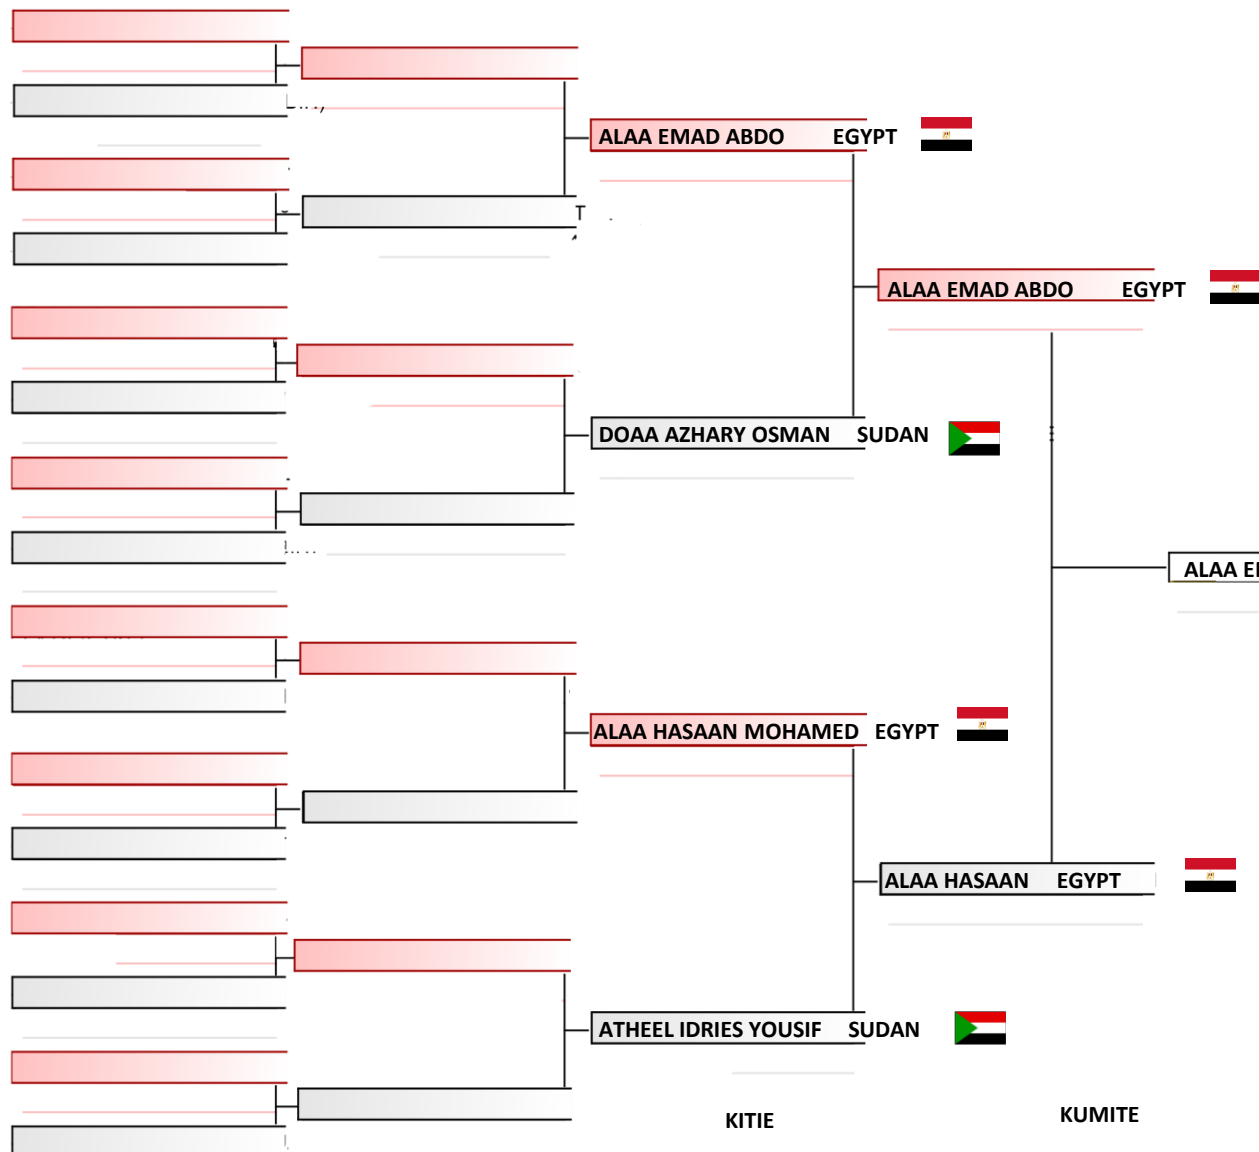 ALAA EMAD ABDO EGYPT
ALAA EMAD ABDO EGYPT
DOAA AZHARY OSMAN SUDAN
ALAA
ALAA HASAAN MOHAMED EGYPT
ALAA HASAAN EGYPT
ATHEEL IDRIES YOUSIF SUDAN
KITIE KUMITE